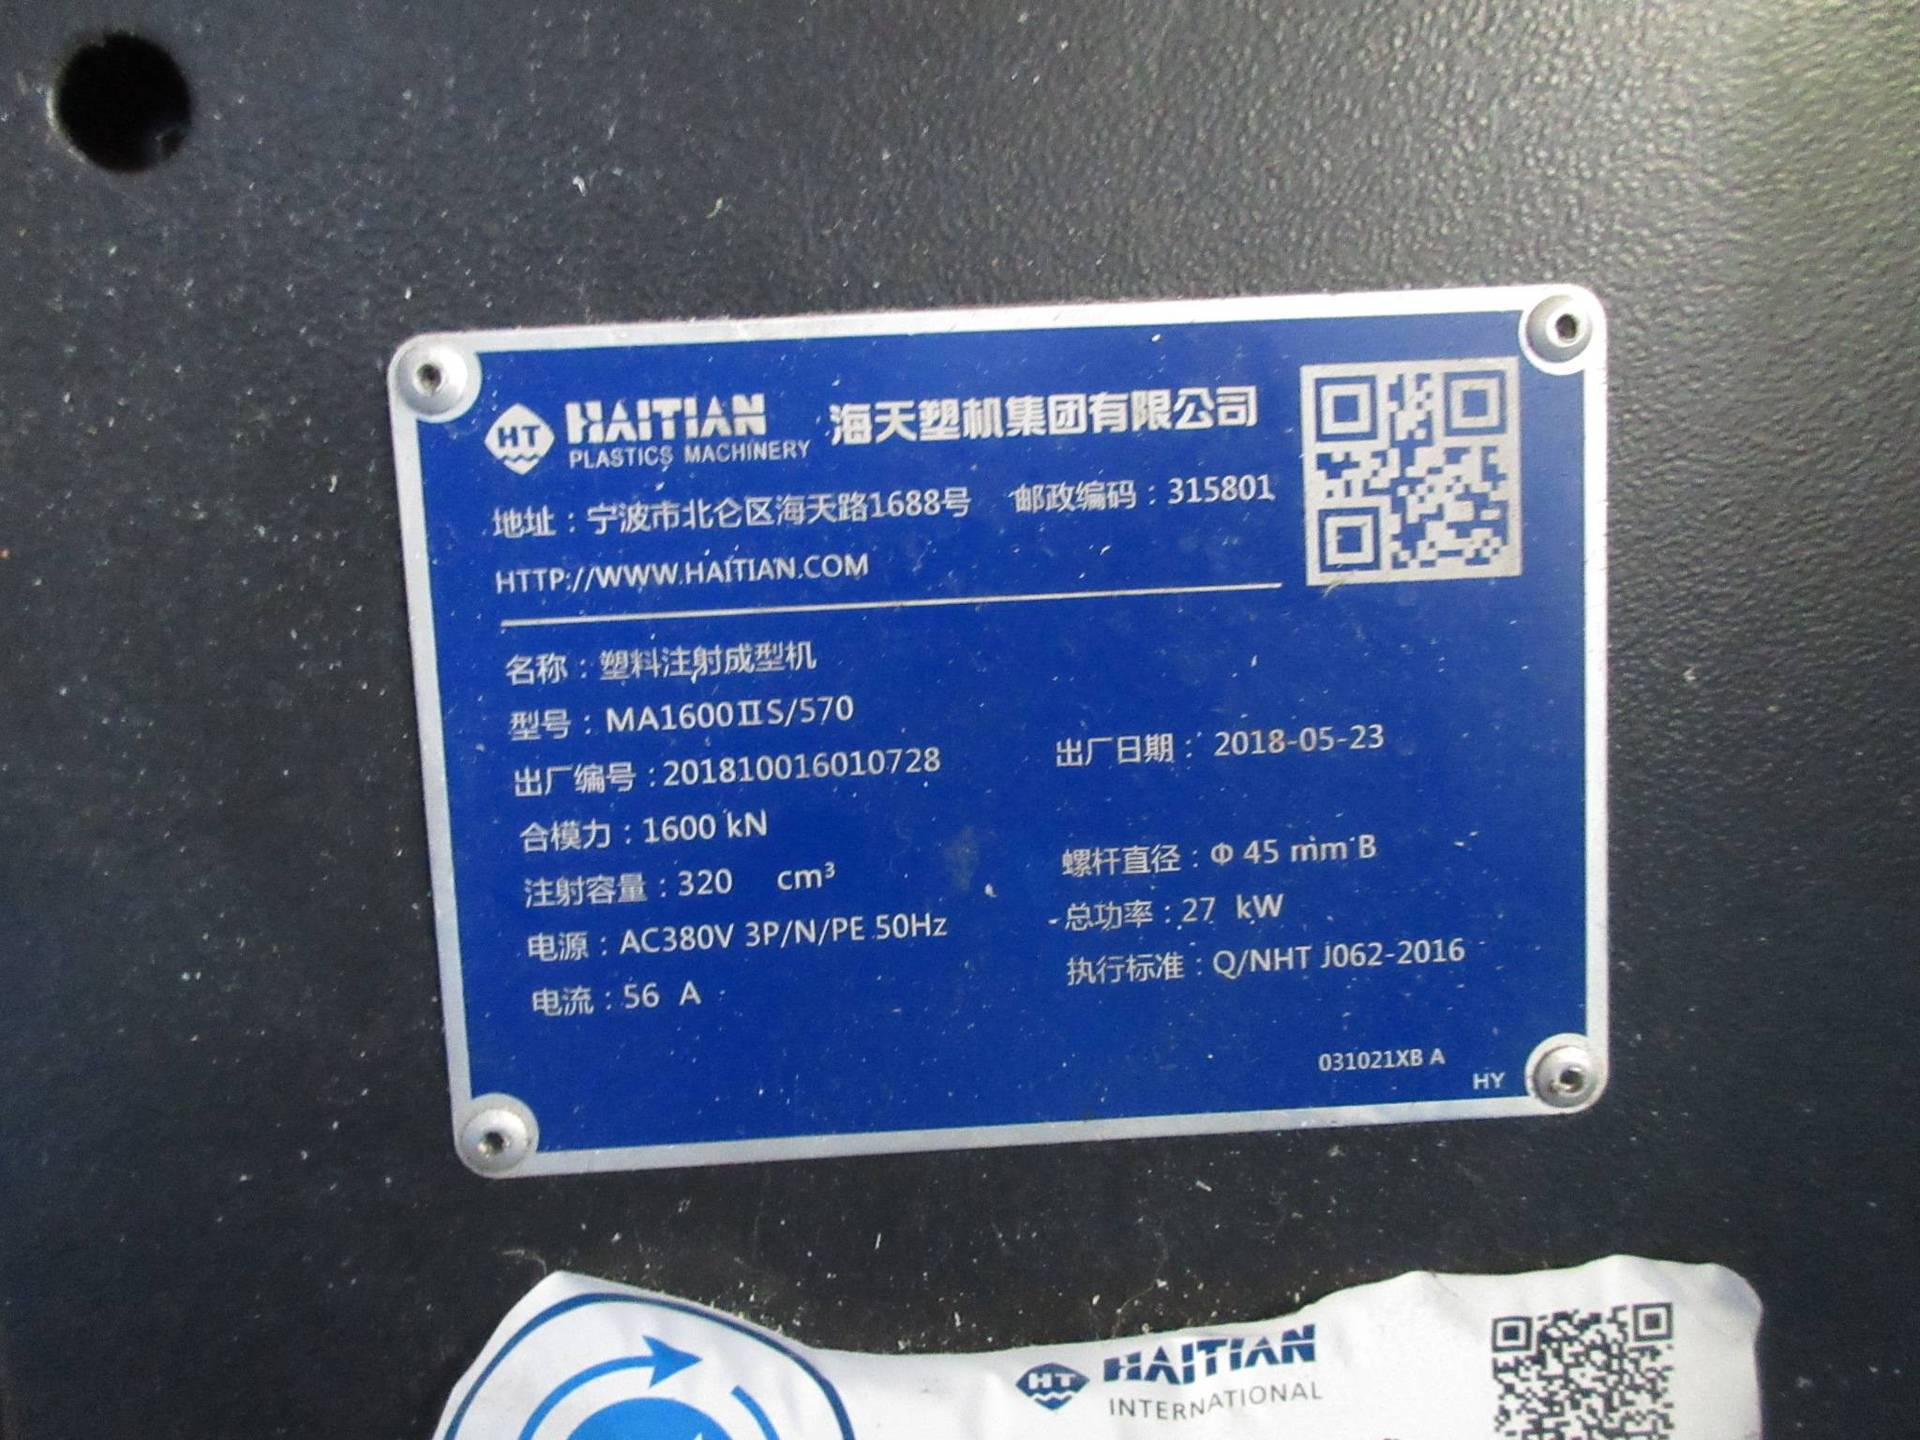 HT HAITIAN PLASTICS MACHINERY 海天塑机集团有限公司
地址：宁波市北仑区海天路1688号 邮政编码：315801
HTTP://WWW.HAITIAN.COM
名称：塑料注射成型机
型号：MA1600ⅡS/570
出厂编号：201810016010728 出厂日期：2018-05-23
合模力：1600 kN
注射容量：320 cm³ 螺杆直径：Φ 45 mm B
电源：AC380V 3P/N/PE 50Hz 总功率：27 kW
电流：56 A 执行标准：Q/NHT J062-2016
031021XB A
HY
HT HAITIAN
INTERNATIONAL